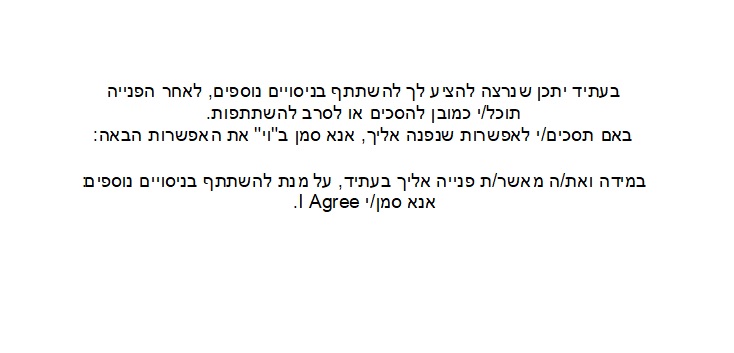 בעתיד יתכן שנרצה להציע לך להשתתף בניסויים נוספים, לאחר הפנייה
תוכל/י כמובן להסכים או לסרב להשתתפות.
באם תסכים/י לאפשרות שנפנה אליך, אנא סמן ב"וי" את האפשרות הבאה:
במידה ואת/ה מאשר/ת פנייה אליך בעתיד, על מנת להשתתף בניסויים נוספים:
אנא סמן/י I Agree.